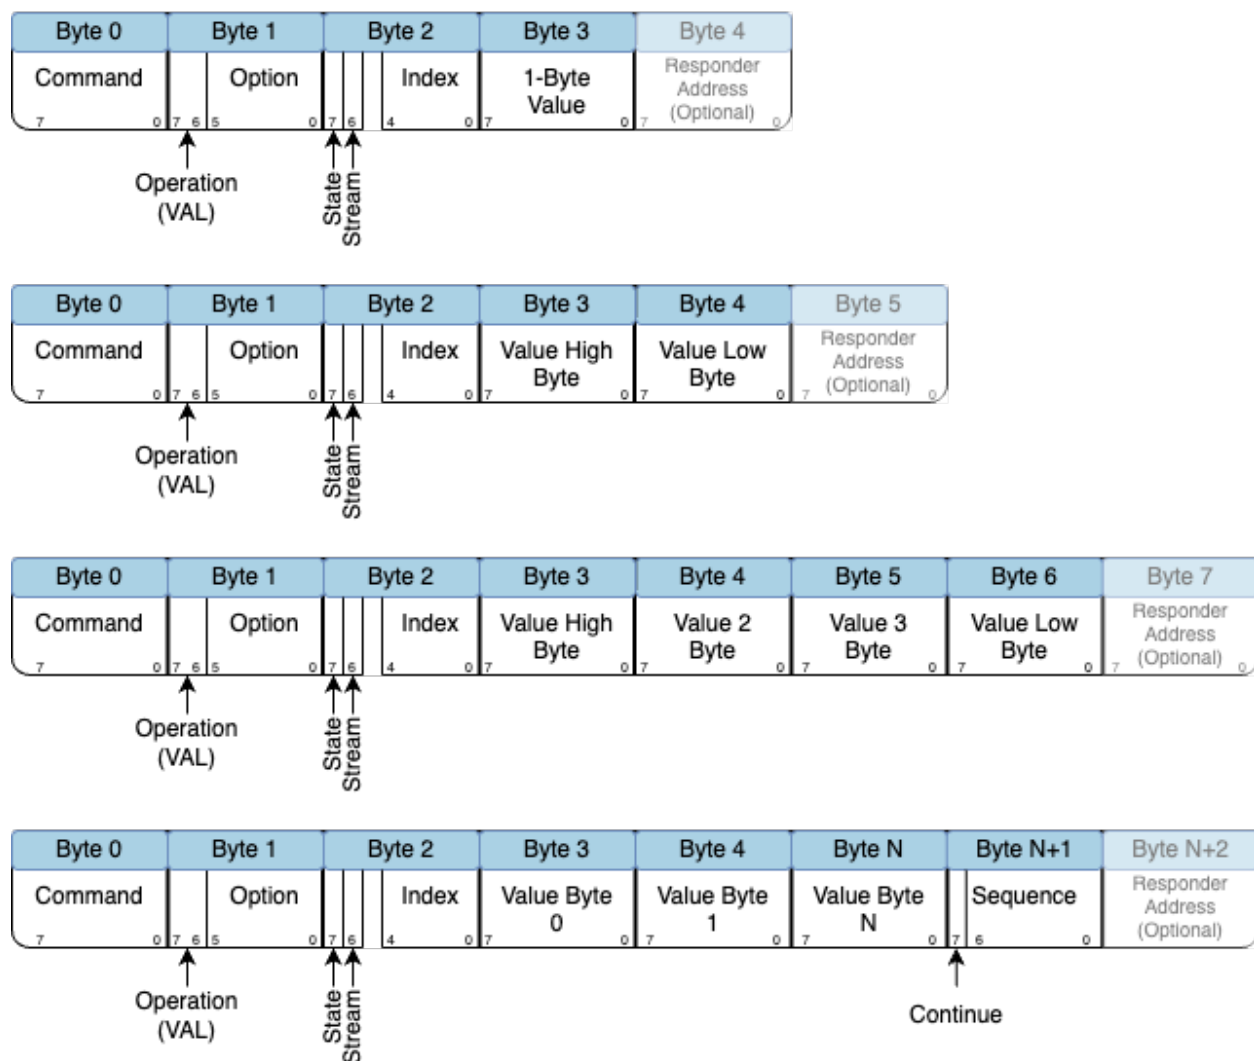 Byte 0 Byte 1 Byte 2 Byte 3 Byte 4
Command Option Index 1-Byte Value Responder Address (Optional)
7 0 7 6 5 0 7 6 4 0 7 0 7 0
Operation (VAL)
State
Stream
Byte 0 Byte 1 Byte 2 Byte 3 Byte 4 Byte 5
Command Option Index Value High Byte Value Low Byte Responder Address (Optional)
7 0 7 6 5 0 7 6 4 0 7 0 7 0 7 0
Operation (VAL)
State
Stream
Byte 0 Byte 1 Byte 2 Byte 3 Byte 4 Byte 5 Byte 6 Byte 7
Command Option Index Value High Byte Value 2 Byte Value 3 Byte Value Low Byte Responder Address (Optional)
7 0 7 6 5 0 7 6 4 0 7 0 7 0 7 0 7 0 7 0
Operation (VAL)
State
Stream
Byte 0 Byte 1 Byte 2 Byte 3 Byte 4 Byte N Byte N+1 Byte N+2
Command Option Index Value Byte 0 Value Byte 1 Value Byte N Sequence Responder Address (Optional)
7 0 7 6 5 0 7 6 4 0 7 0 7 0 7 0 7 6 0
Operation (VAL)
State
Stream
Continue